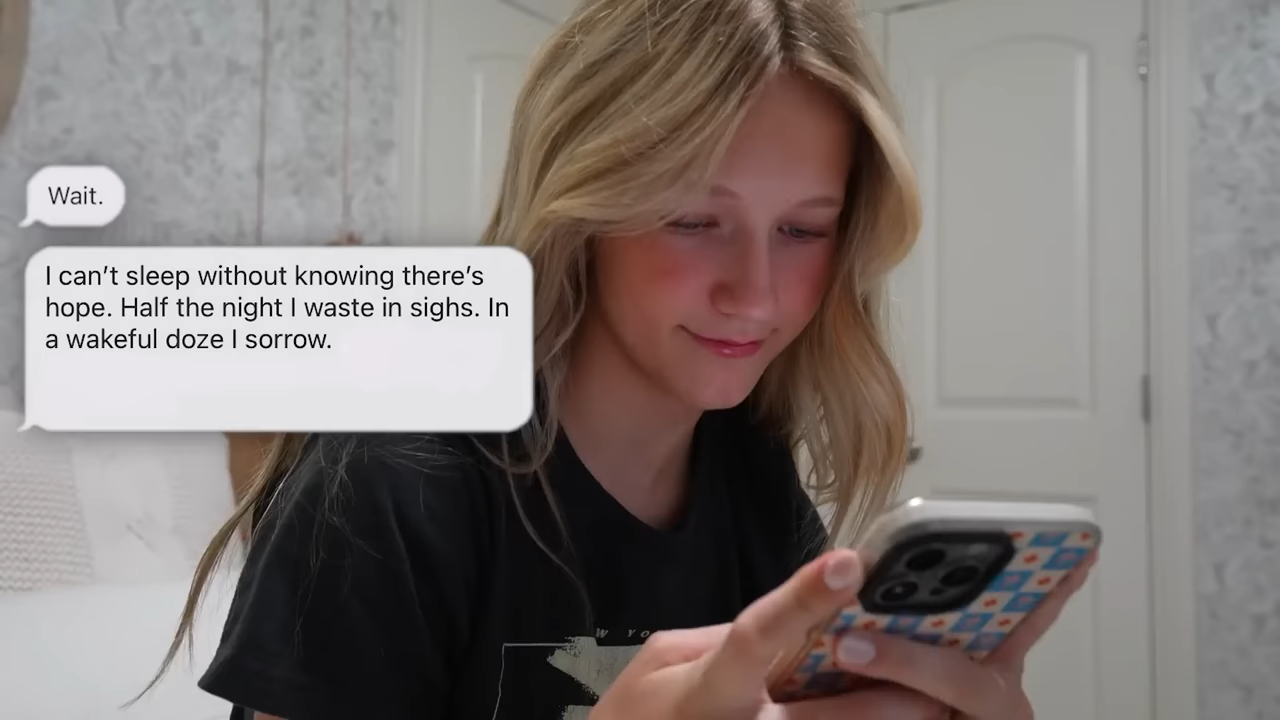 Wait.
I can’t sleep without knowing there’s
hope. Half the night I waste in sighs. In
a wakeful doze I sorrow.